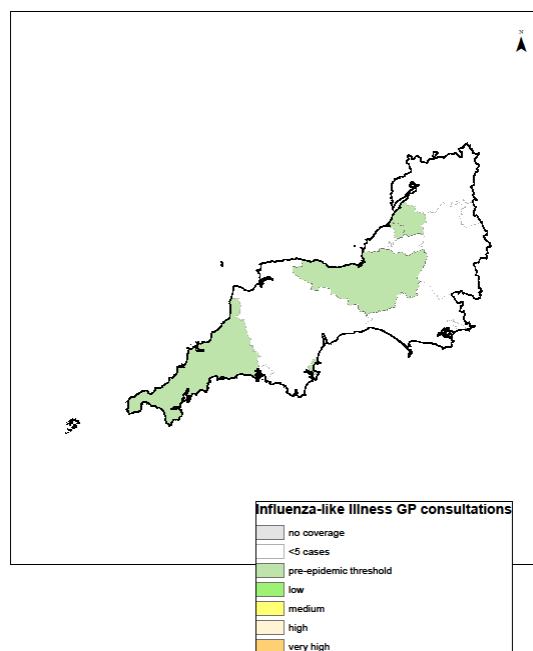 N
Influenza-like Illness GP consultations
no coverage
<5 cases
pre-epidemic threshold
low
medium
high
very high